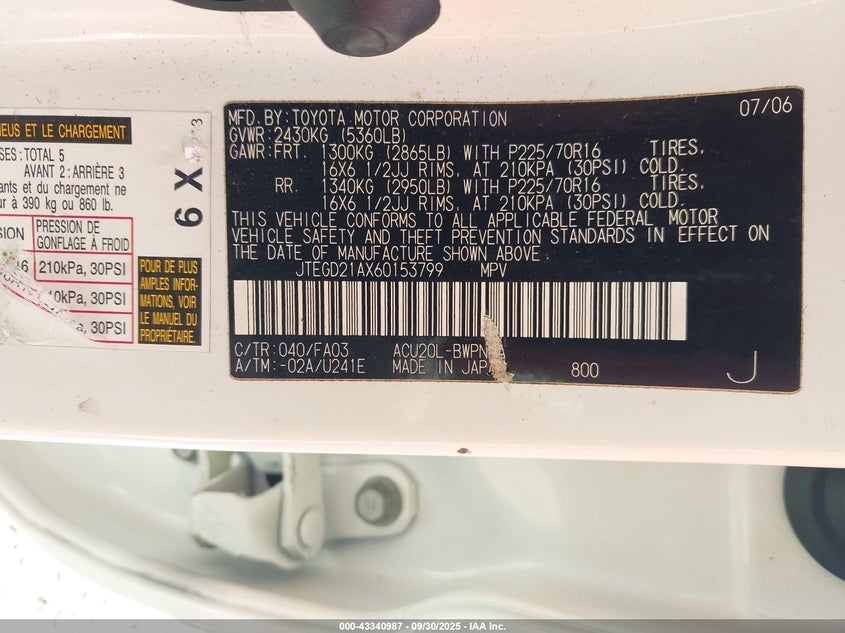 NEUS ET LE CHARGEMENT
TOTAL 5
AVANT 2: ARRIÈRE 3
et du chargement ne
à 390 kg ou 860 lb.
PRESSION DE
GONFLAGE À FROID
210kPa, 30PSI
30PSI
30PSI
POUR DE PLUS
AMPLES INFOR-
MATIONS, VOIR
LE MANUEL DU
PROPRIÉTAIRE.
6 X
MFD. BY: TOYOTA MOTOR CORPORATION 07/06
GVWR: 2430KG (5360LB)
GAWR: FRT. 1300KG (2865LB) WITH P225/70R16 TIRES,
16X6 1/2JJ RIMS, AT 210KPA (30PSI) COLD.
RR. 1340KG (2950LB) WITH P225/70R16 TIRES,
16X6 1/2JJ RIMS, AT 210KPA (30PSI) COLD.
THIS VEHICLE CONFORMS TO ALL APPLICABLE FEDERAL MOTOR
VEHICLE SAFETY AND THEFT PREVENTION STANDARDS IN EFFECT ON
THE DATE OF MANUFACTURE SHOWN ABOVE.
JTEGD21AX60153799 MPV
C/TR: 040/FA03 ACU20L-BWPN
A/TM: -02A/U241E MADE IN JAPA 800 J
000-43340987 - 09/30/2025 - IAA Inc.